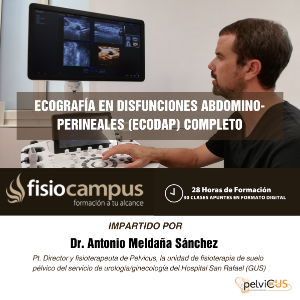 ECOGRAFÍA EN DISFUNCIONES ABDOMINO-
PERINEALES (ECODAP) COMPLETO
fisiocampus
formación a tu alcance
28 Horas de Formación
93 CLASES APUNTES EN FORMATO DIGITAL
IMPARTIDO POR
Dr. Antonio Meldaña Sánchez
Pt. Director y fisioterapeuta de Pelvicus, la unidad de fisioterapia de suelo
pélvico del servicio de urología/ginecología del Hospital San Rafael (GUS)
pelviCUS